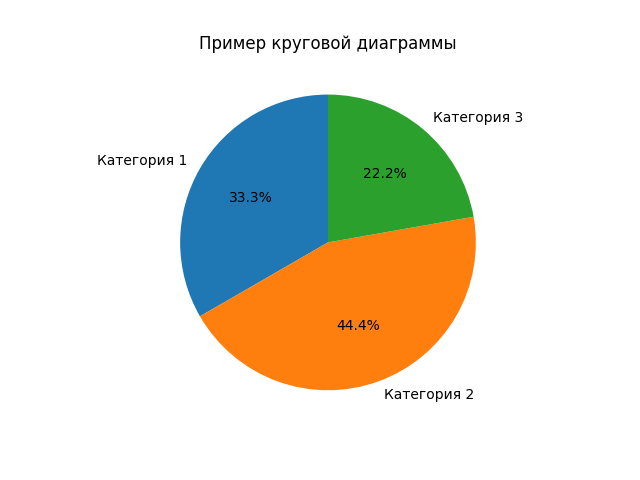 Пример круговой диаграммы
Категория 3
Категория 1
22.2%
33.3%
44.4%
Категория 2